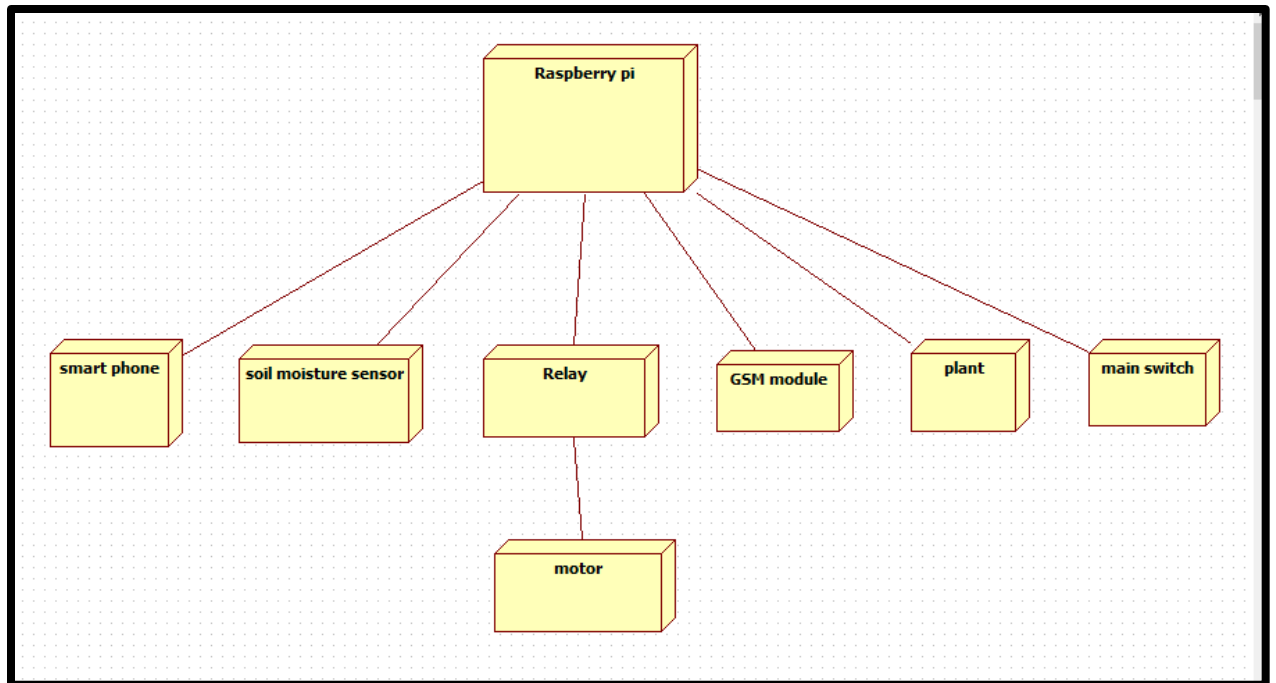 Raspberry pi
smart phone
soil moisture sensor
Relay
GSM module
plant
main switch
motor